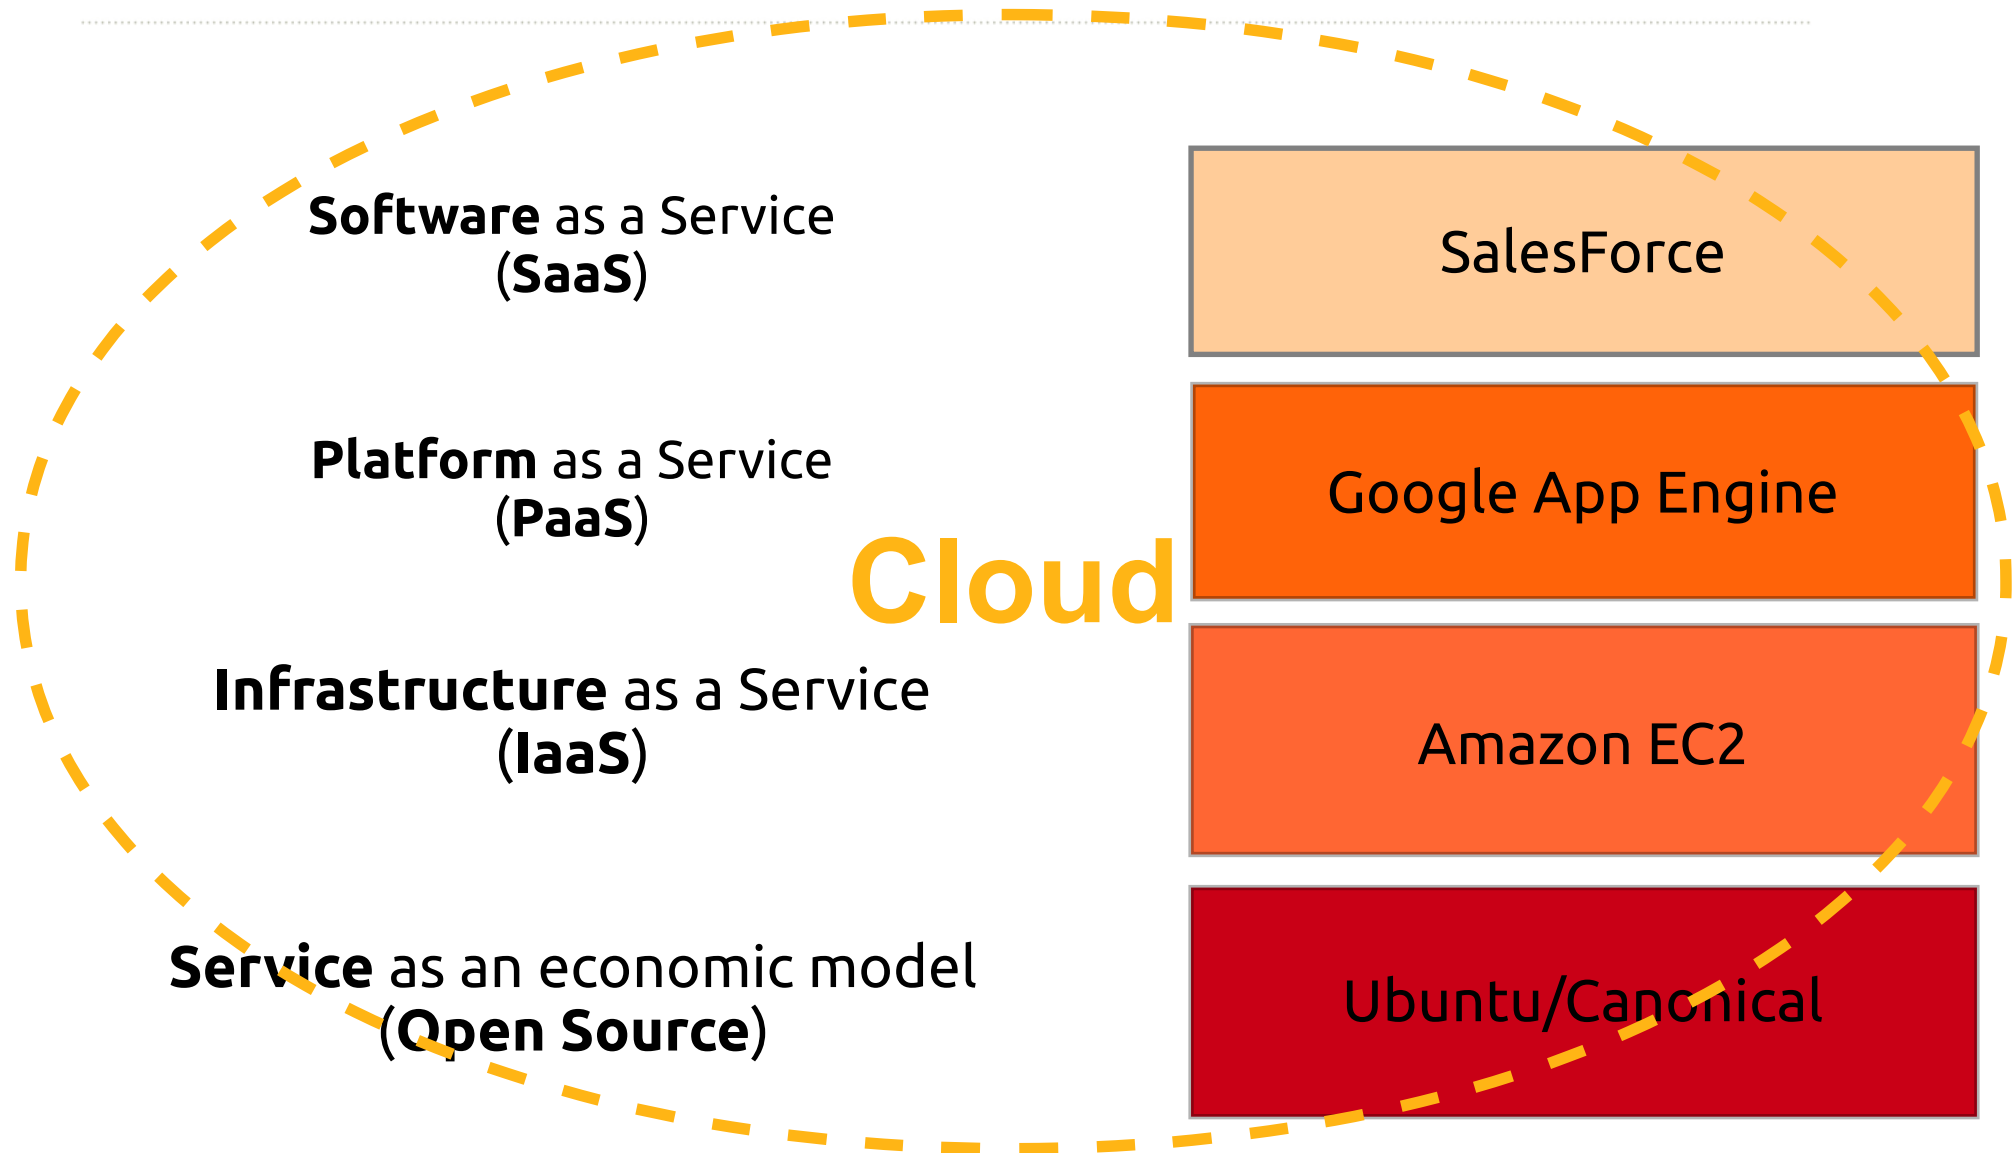 Software as a Service
(SaaS)
SalesForce
Platform as a Service
(PaaS)
Google App Engine
Cloud
Infrastructure as a Service
(IaaS)
Amazon EC2
Service as an economic model
(Open Source)
Ubuntu/Canonical